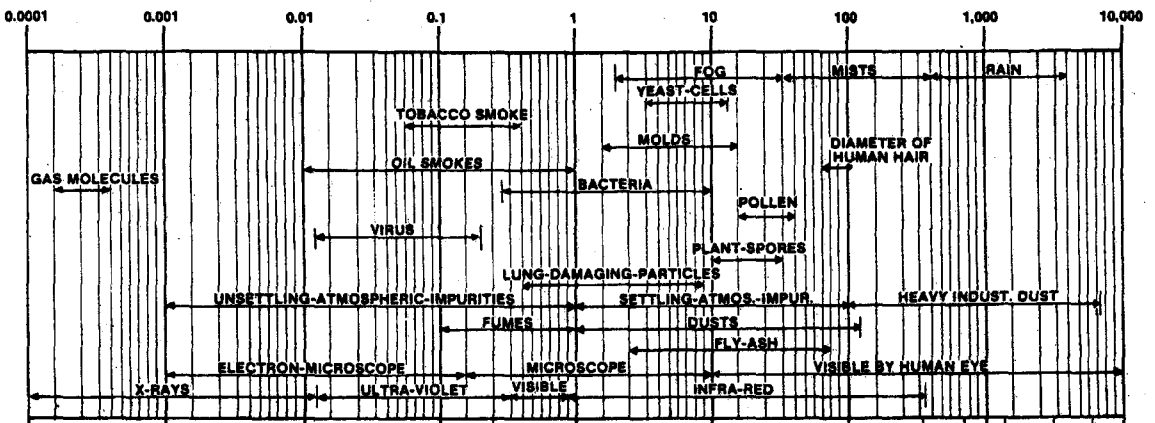 0.0001 0.001 0.01 0.1 1 10 100 1,000 10,000
FOG MISTS RAIN
YEAST-CELLS
TOBACCO SMOKE
MOLDS
DIAMETER OF
HUMAN HAIR
OIL SMOKES
GAS MOLECULES
BACTERIA
POLLEN
VIRUS
PLANT-SPORES
LUNG-DAMAGING-PARTICLES
UNSETTLING-ATMOSPHERIC-IMPURITIES SETTLING-ATMOS.-IMPUR. HEAVY INDUST. DUST
FUMES DUSTS
FLY-ASH
ELECTRON-MICROSCOPE MICROSCOPE VISIBLE BY HUMAN EYE
X-RAYS ULTRA-VIOLET VISIBLE INFRA-RED